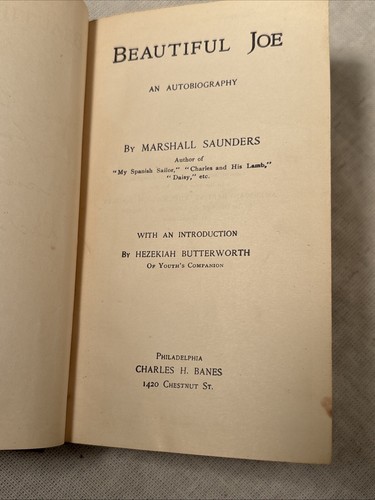 BEAUTIFUL JOE
AN AUTOBIOGRAPHY
BY MARSHALL SAUNDERS
Author of
"My Spanish Sailor," "Charles and His Lamb,"
"Daisy," etc.
WITH AN INTRODUCTION
BY HEZEKIAH BUTTERWORTH
OF YOUTH'S COMPANION
PHILADELPHIA
CHARLES H. BANES
1420 CHESTNUT ST.